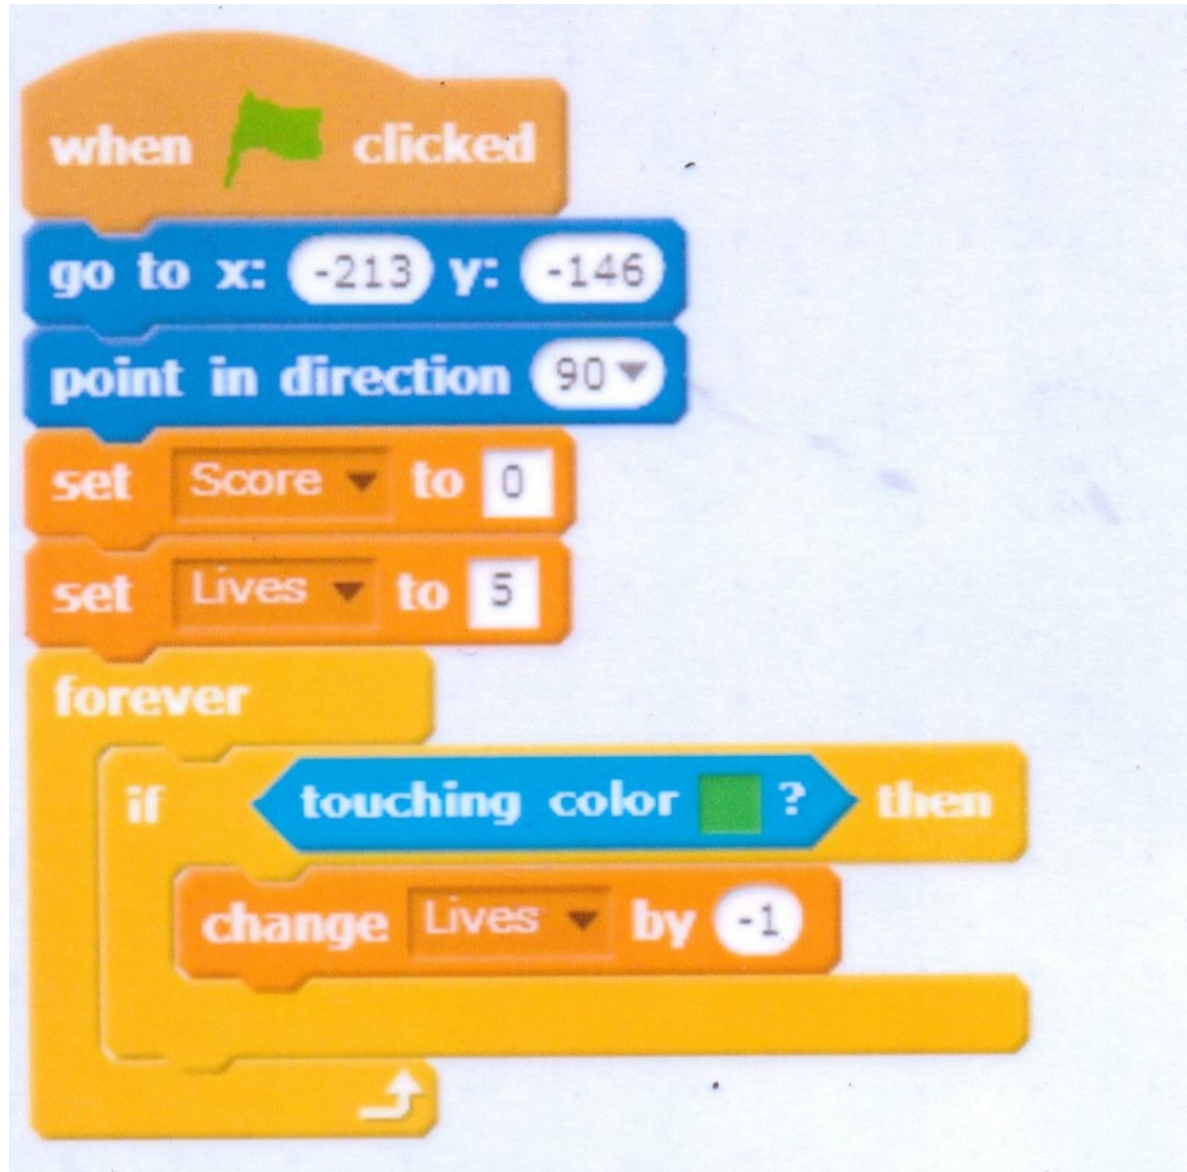 when clicked
go to x: -213 y: -146
point in direction 90
set Score to 0
set Lives to 5
forever
if touching color ? then
change Lives by -1